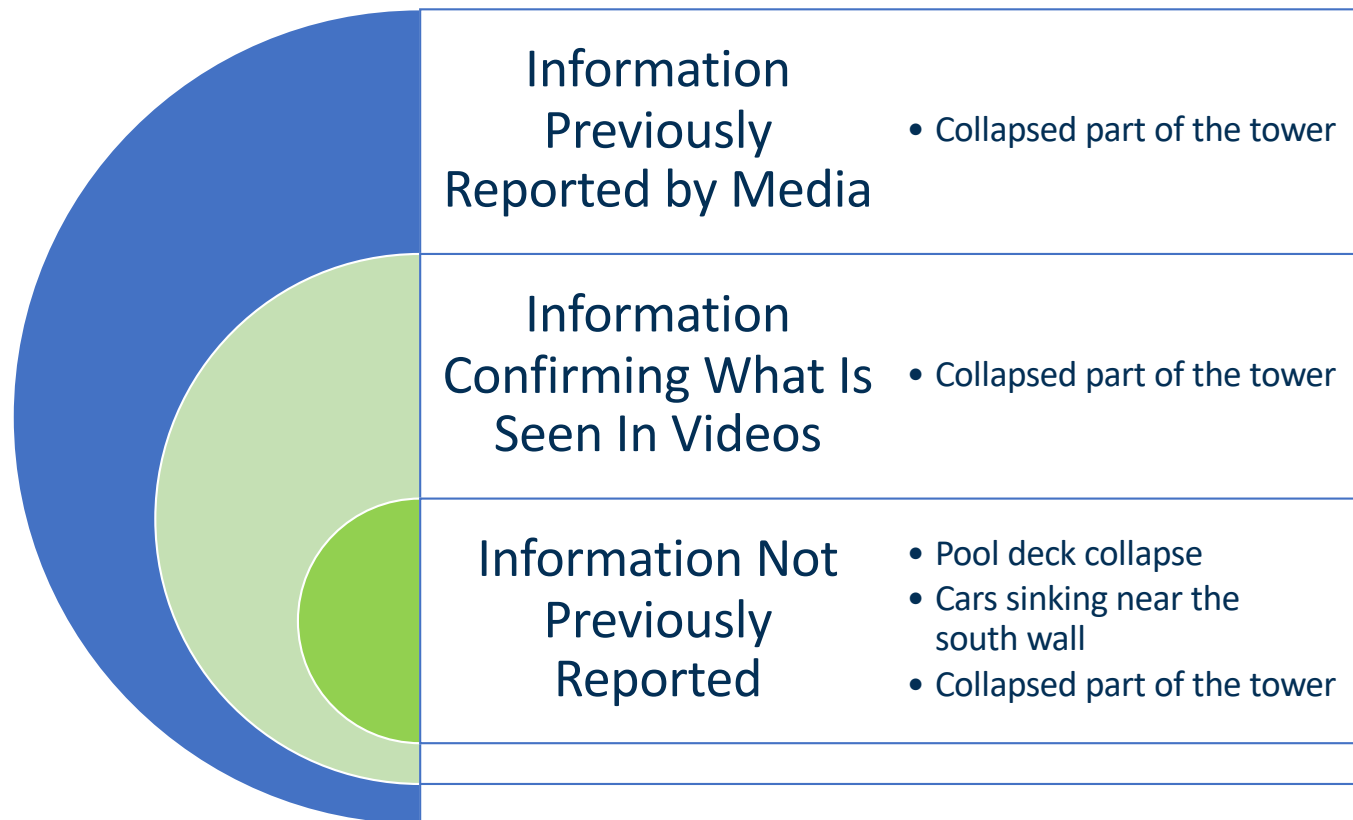 Information
Previously
Reported by Media
• Collapsed part of the tower
Information
Confirming What Is
Seen In Videos
• Collapsed part of the tower
Information Not
Previously
Reported
• Pool deck collapse
• Cars sinking near the
south wall
• Collapsed part of the tower